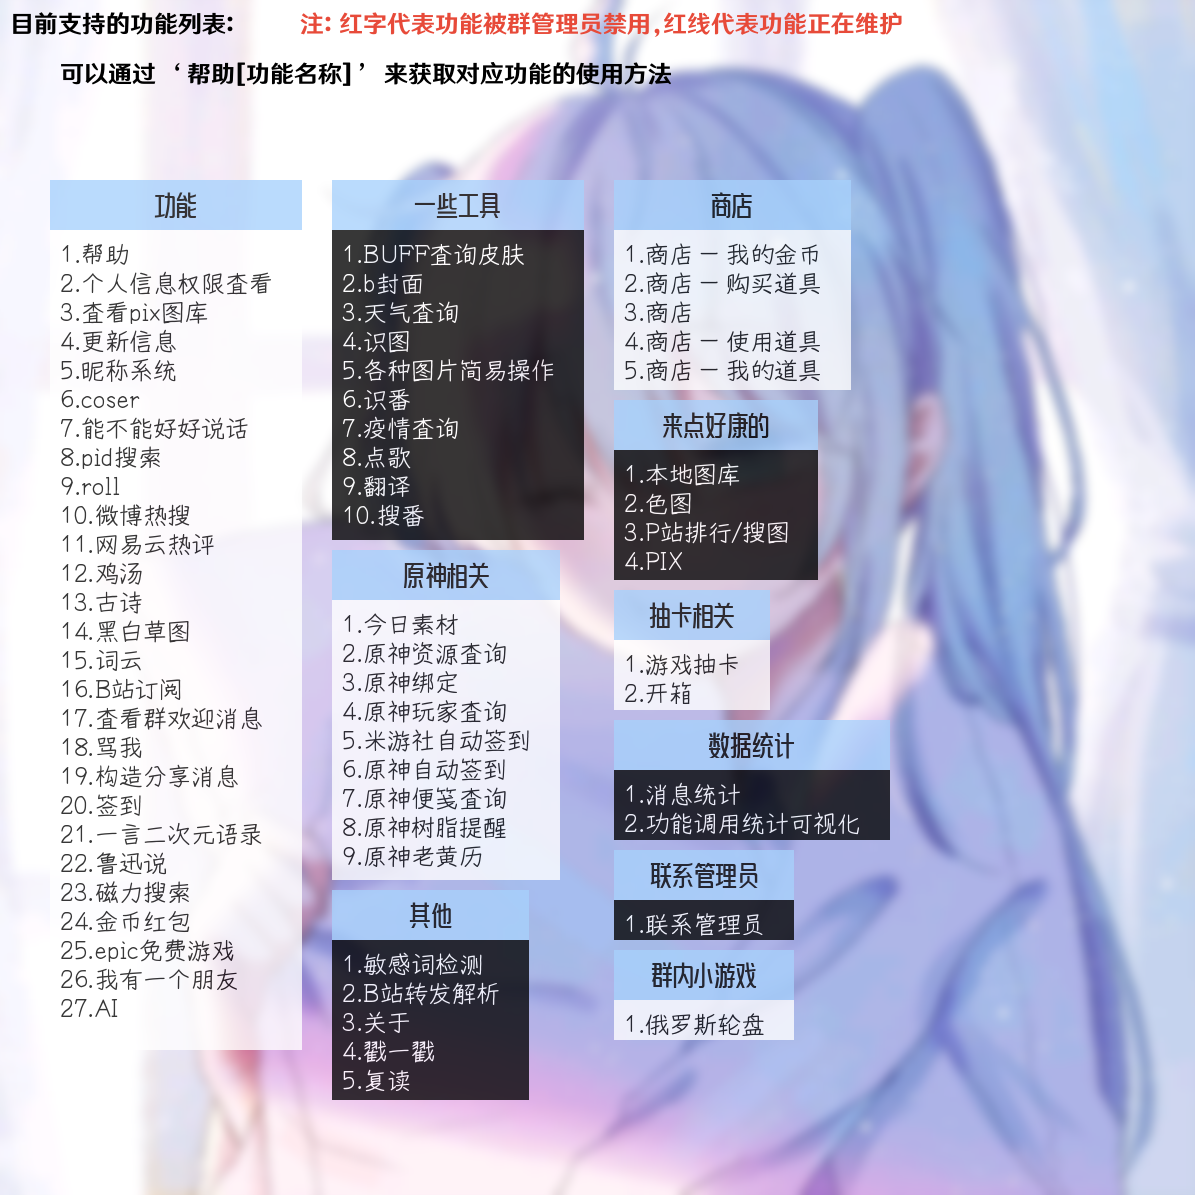 目前支持的功能列表:
注: 红字代表功能被群管理员禁用,红线代表功能正在维护
可以通过 ‘帮助[功能名称]’ 来获取对应功能的使用方法
功能
1.帮助
2.个人信息权限查看
3.查看pix图库
4.更新信息
5.昵称系统
6.coser
7.能不能好好说话
8.pid搜索
9.roll
10.微博热搜
11.网易云热评
12.鸡汤
13.古诗
14.黑白草图
15.词云
16.B站订阅
17.查看群欢迎消息
18.骂我
19.构造分享消息
20.签到
21.一言二次元语录
22.鲁迅说
23.磁力搜索
24.金币红包
25.epic免费游戏
26.我有一个朋友
27.AI
一些工具
1.BUFF查询皮肤
2.b封面
3.天气查询
4.识图
5.各种图片简易操作
6.识番
7.疫情查询
8.点歌
9.翻译
10.搜番
原神相关
1.今日素材
2.原神资源查询
3.原神绑定
4.原神玩家查询
5.米游社自动签到
6.原神自动签到
7.原神便笺查询
8.原神树脂提醒
9.原神老黄历
其他
1.敏感词检测
2.B站转发解析
3.关于
4.戳一戳
5.复读
商店
1.商店 - 我的金币
2.商店 - 购买道具
3.商店
4.商店 - 使用道具
5.商店 - 我的道具
来点好康的
1.本地图库
2.色图
3.P站排行/搜图
4.PIX
抽卡相关
1.游戏抽卡
2.开箱
数据统计
1.消息统计
2.功能调用统计可视化
联系管理员
1.联系管理员
群内小游戏
1.俄罗斯轮盘